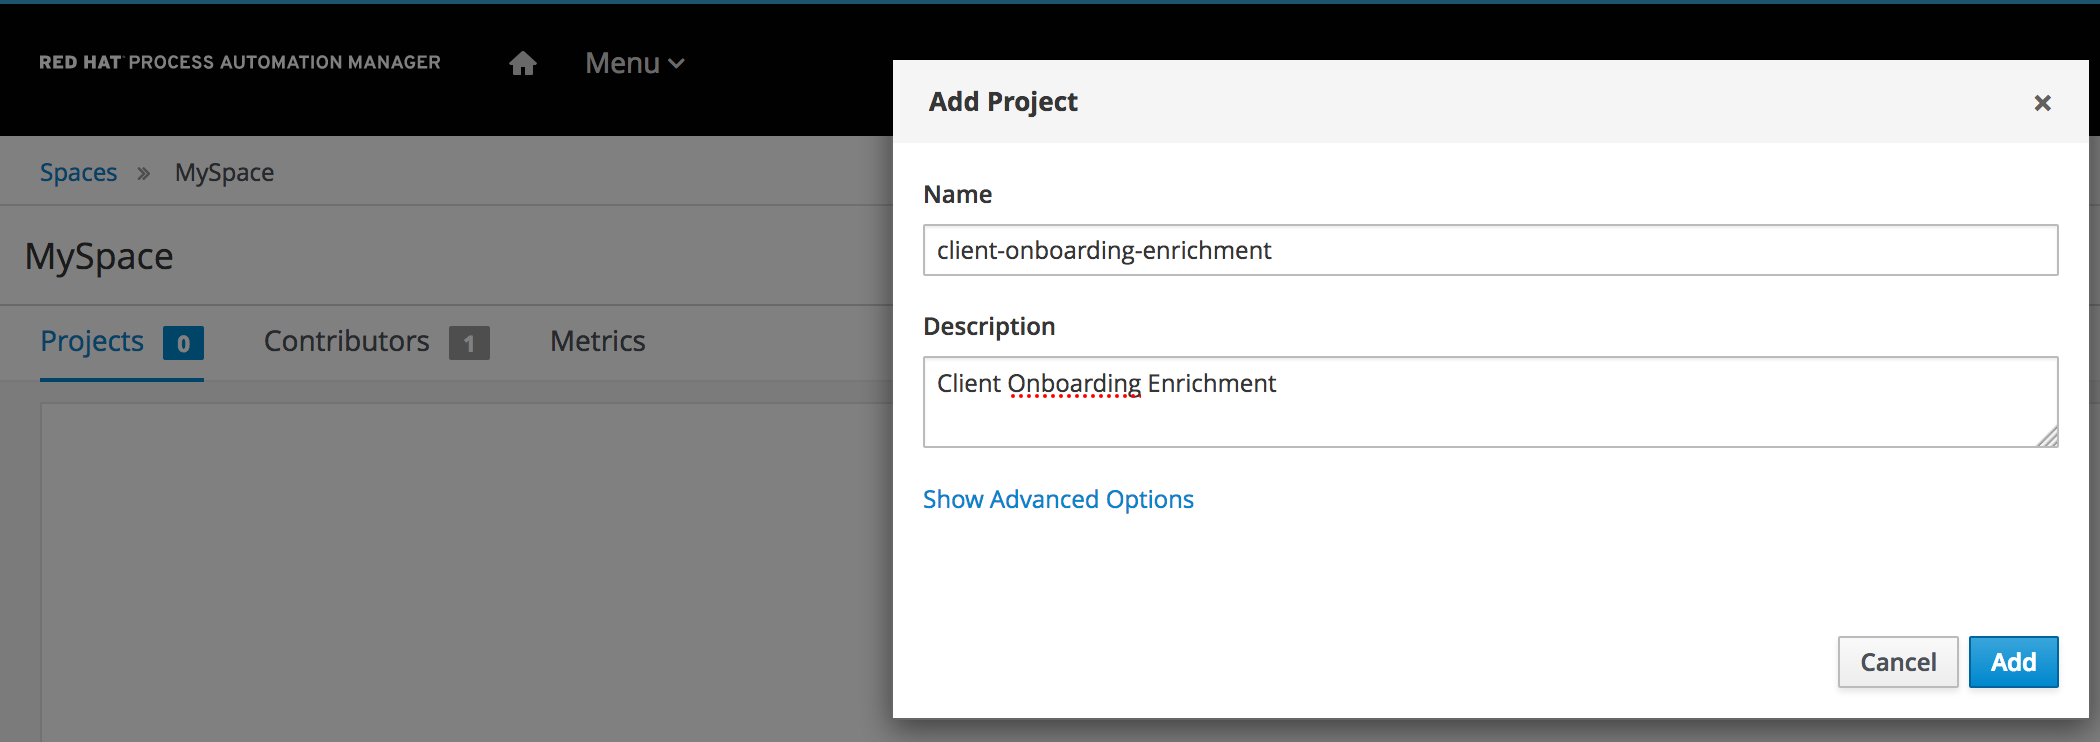 RED HAT PROCESS AUTOMATION MANAGER
Menu
Spaces » MySpace
MySpace
Projects 0 Contributors 1 Metrics
Add Project ×
Name
client-onboarding-enrichment
Description
Client Onboarding Enrichment
Show Advanced Options
Cancel Add